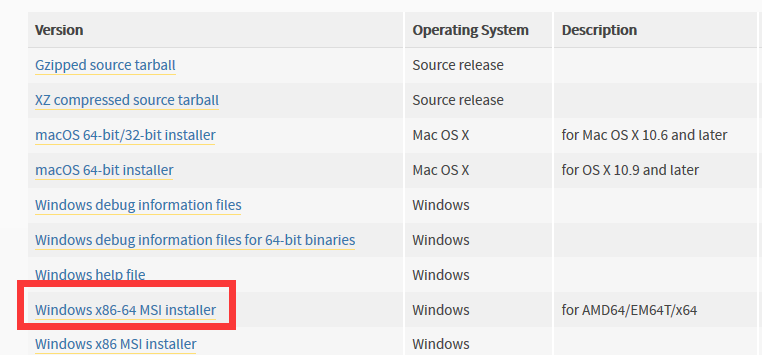 Version Operating System Description
Gzipped source tarball Source release
XZ compressed source tarball Source release
macOS 64-bit/32-bit installer Mac OS X for Mac OS X 10.6 and later
macOS 64-bit installer Mac OS X for OS X 10.9 and later
Windows debug information files Windows
Windows debug information files for 64-bit binaries Windows
Windows help file Windows
Windows x86-64 MSI installer Windows for AMD64/EM64T/x64
Windows x86 MSI installer Windows